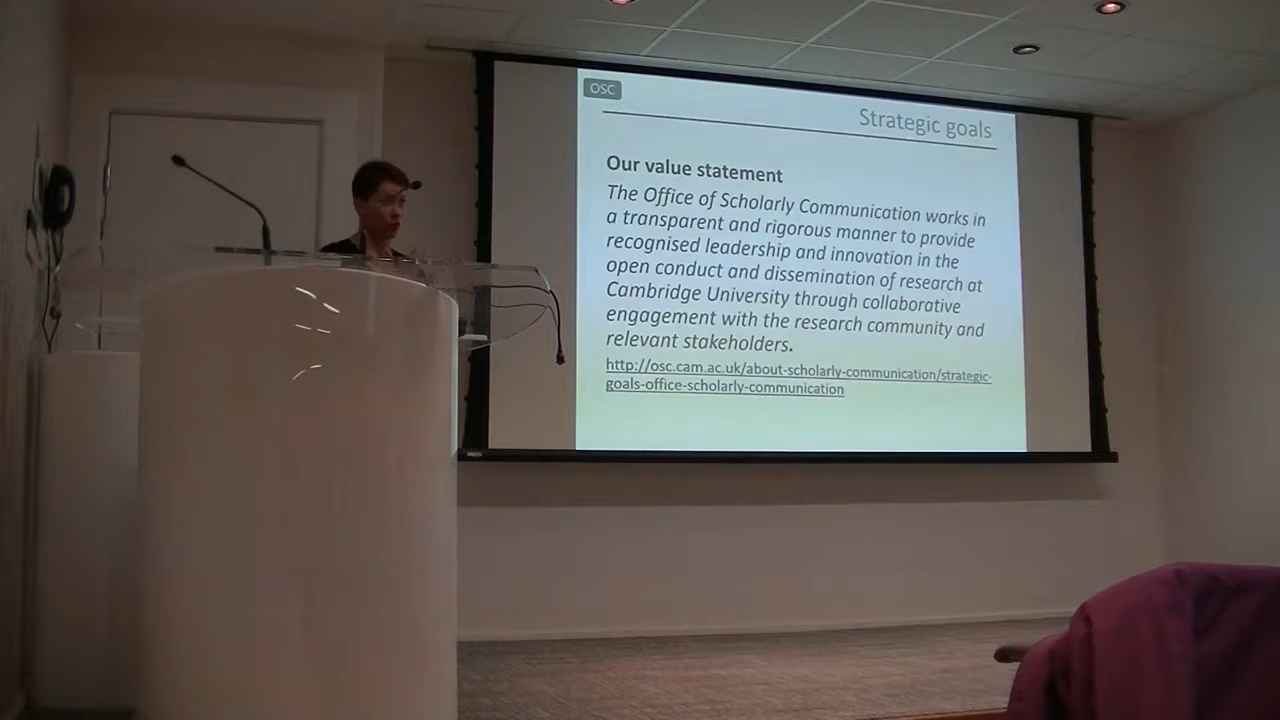 OSC
Strategic goals
Our value statement
The Office of Scholarly Communication works in
a transparent and rigorous manner to provide
recognised leadership and innovation in the
open conduct and dissemination of research at
Cambridge University through collaborative
engagement with the research community and
relevant stakeholders.
http://osc.cam.ac.uk/about-scholarly-communication/strategic-
goals-office-scholarly-communication